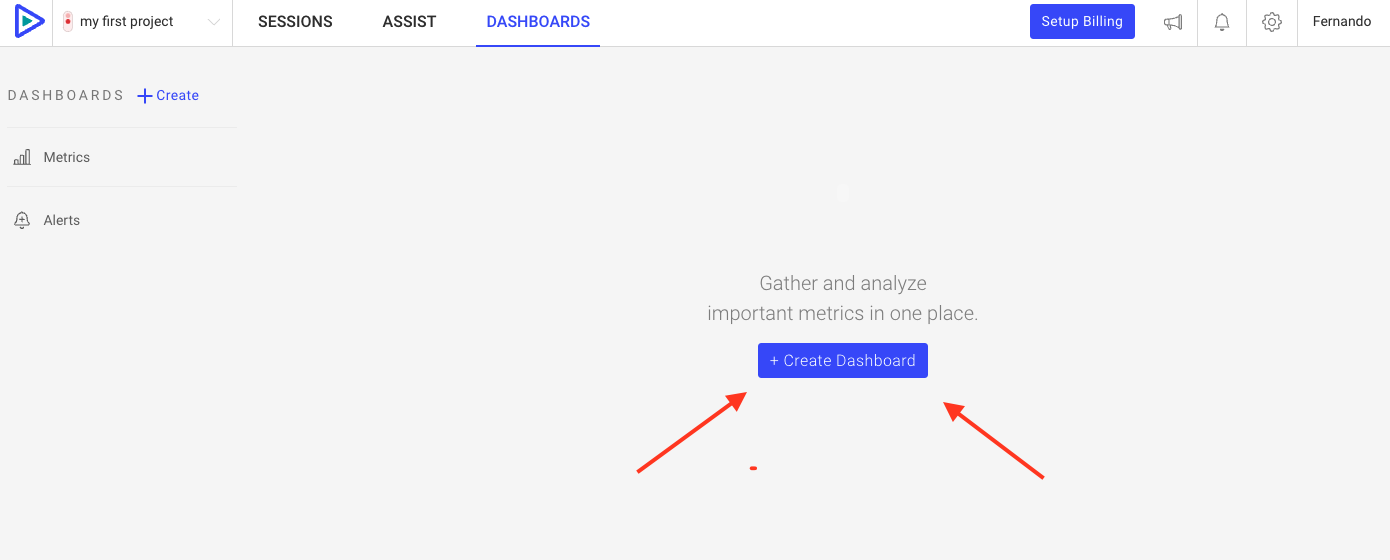 my first project
SESSIONS
ASSIST
DASHBOARDS
Setup Billing
Fernando
DASHBOARDS
+ Create
Metrics
Alerts
Gather and analyze
important metrics in one place.
+ Create Dashboard